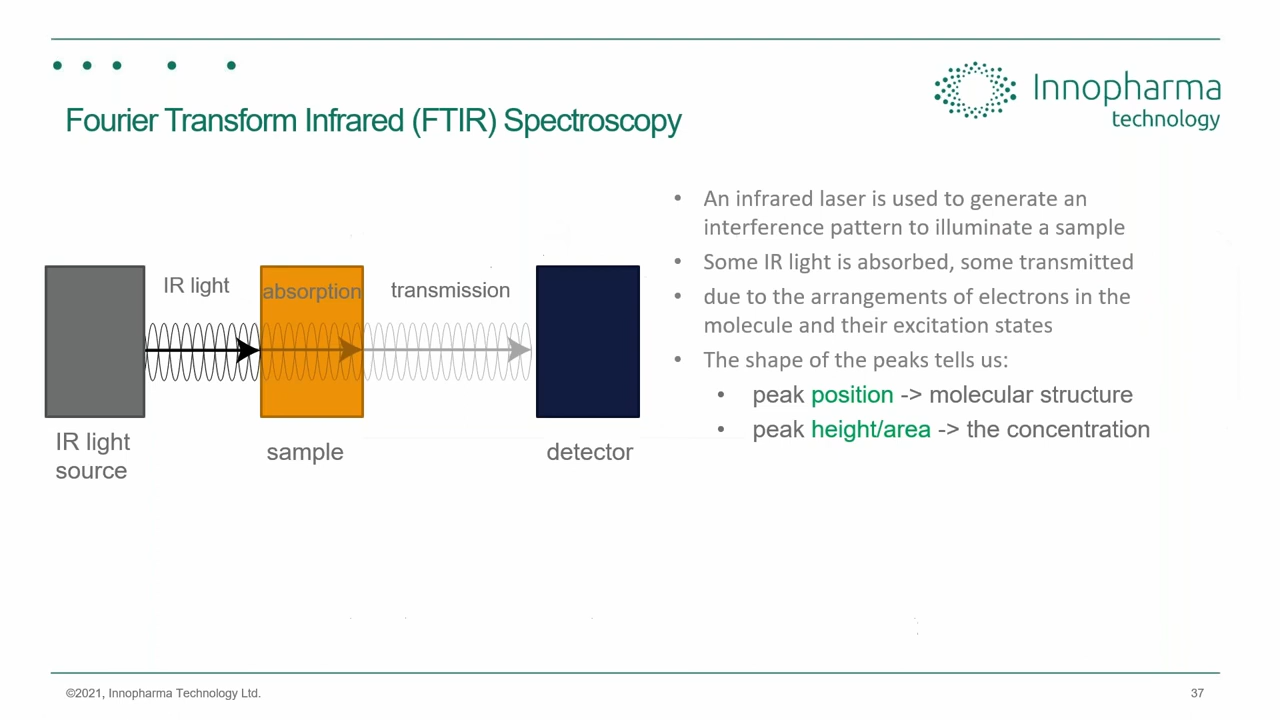 Innopharma
technology
Fourier Transform Infrared (FTIR) Spectroscopy
IR light
absorption
transmission
IR light
source
sample
detector
• An infrared laser is used to generate an
interference pattern to illuminate a sample
• Some IR light is absorbed, some transmitted
• due to the arrangements of electrons in the
molecule and their excitation states
• The shape of the peaks tells us:
• peak position -> molecular structure
• peak height/area -> the concentration
©2021, Innopharma Technology Ltd.
37